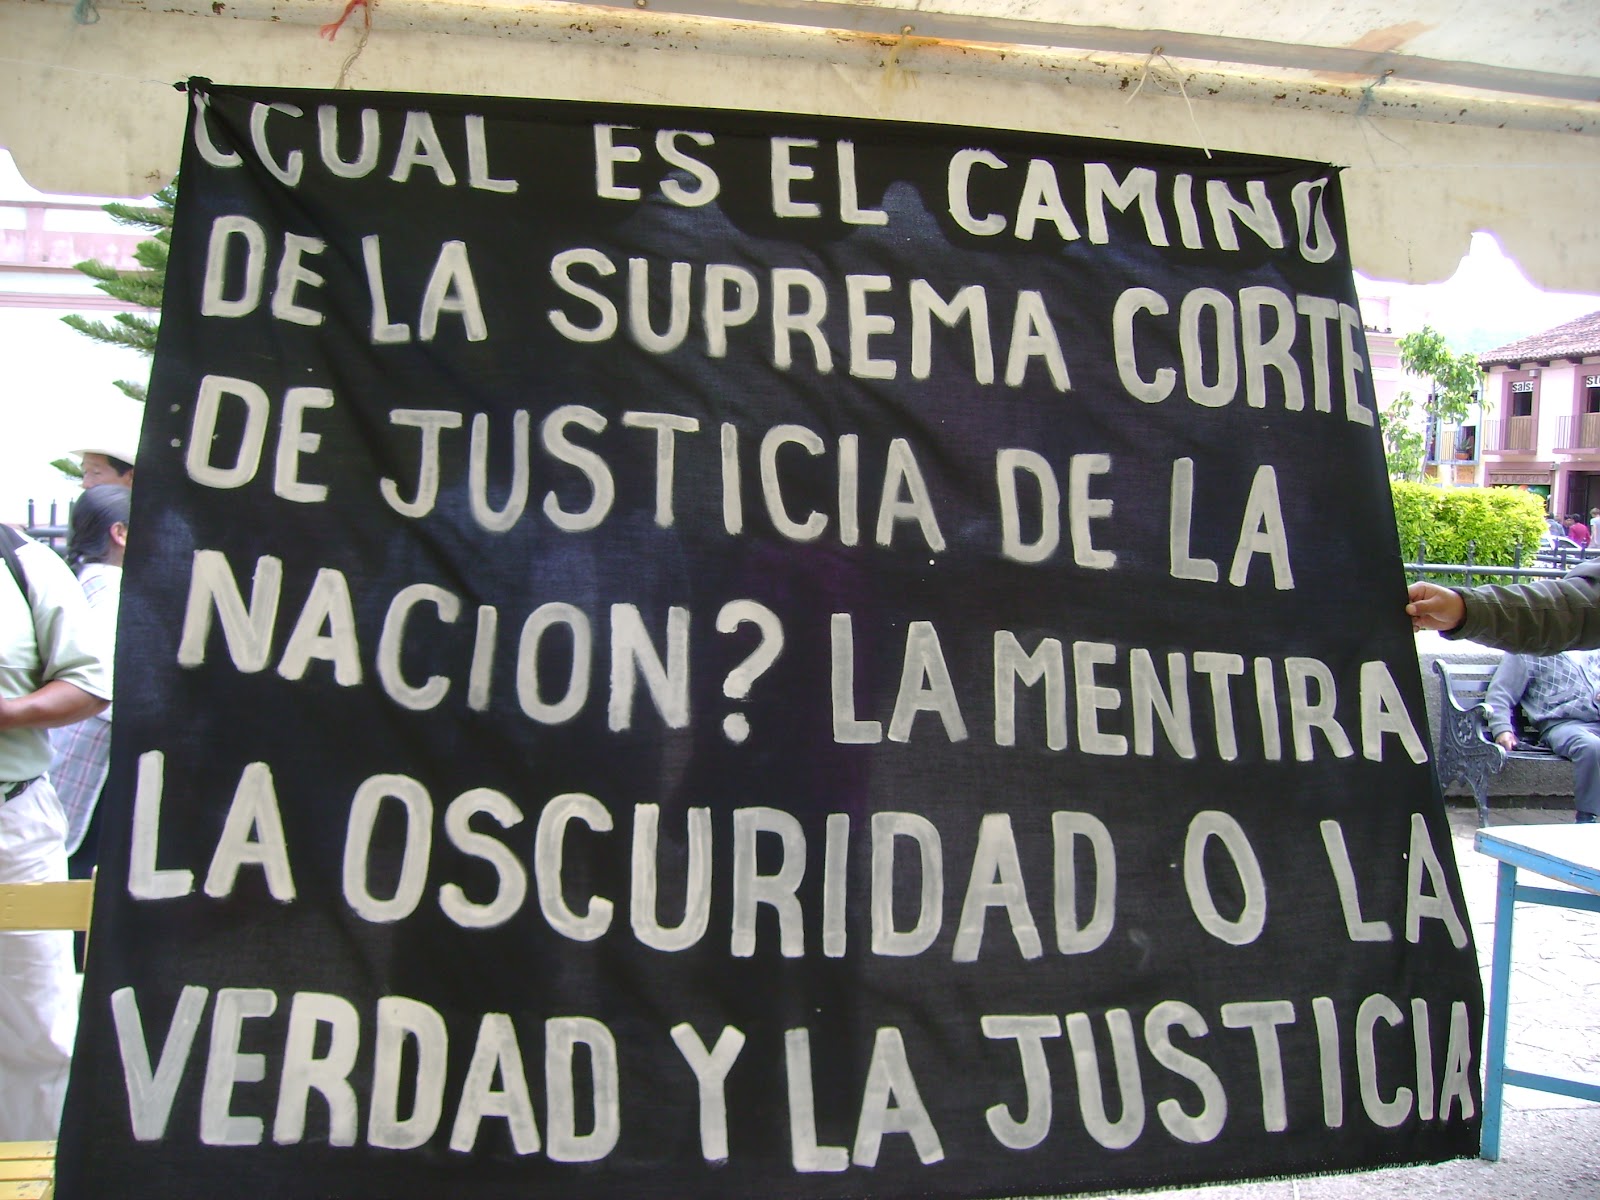 ¿CUAL ES EL CAMINO
DE LA SUPREMA CORTE
DE JUSTICIA DE LA
NACION? LA MENTIRA
LA OSCURIDAD O LA
VERDAD Y LA JUSTICIA
sals